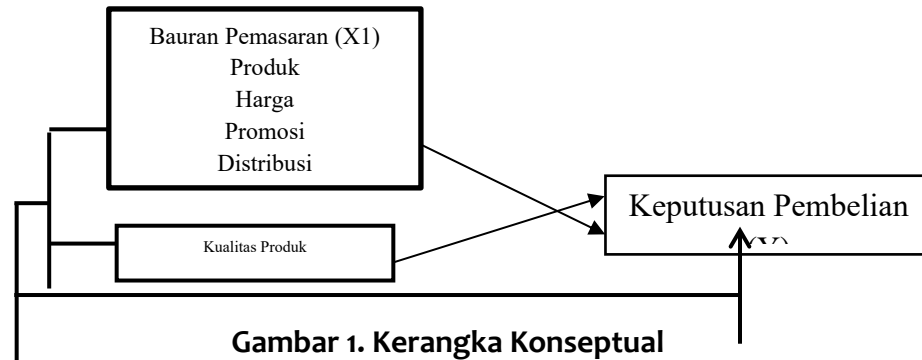 Bauran Pemasaran (X1)
Produk
Harga
Promosi
Distribusi
Keputusan Pembelian
Kualitas Produk
Gambar 1. Kerangka Konseptual